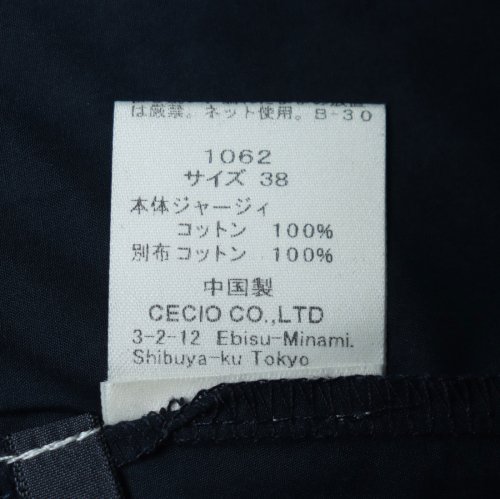 は厳禁。ネット使用。B-30
1062
サイズ 38
本体ジャージィ
コットン 100%
別布コットン 100%
中国製
CECIO CO.,LTD
3-2-12 Ebisu-Minami.
Shibuya-ku Tokyo